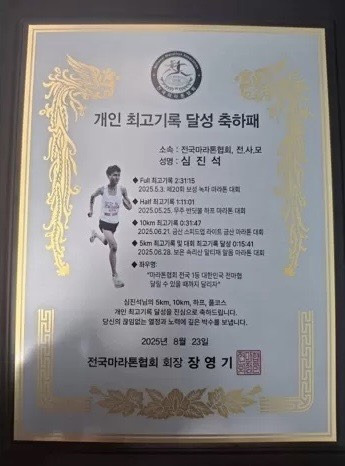 개인 최고기록 달성 축하패
소속 : 전국마라톤협회, 전.사.모
성명 : 심 진 석
◆ Full 최고기록 2:31:15
2025.5.3. 제20회 보성 녹차 마라톤 대회
◆ Half 최고기록 1:11:01
2025.05.25. 무주 반딧불 하프 마라톤 대회
◆ 10km 최고기록 0:31:47
2025.06.21. 금산 스피드업 라이트 금산 마라톤 대회
◆ 5km 최고기록 및 대회 최고기록 달성 0:15:41
2025.06.28. 보은 속리산 알티깨 말음 마라톤 대회
◆ 좌우명:
"마라톤협회 전국 1등 대한민국 전마협
달릴 수 있을 때까지 달리자"
심진석님의 5km, 10km, 하프, 풀코스
개인 최고기록 달성을 진심으로 축하드립니다.
당신의 끊임없는 열정과 노력에 깊은 박수를 보냅니다.
2025년 8월 23일
전국마라톤협회 회장 장 영 기